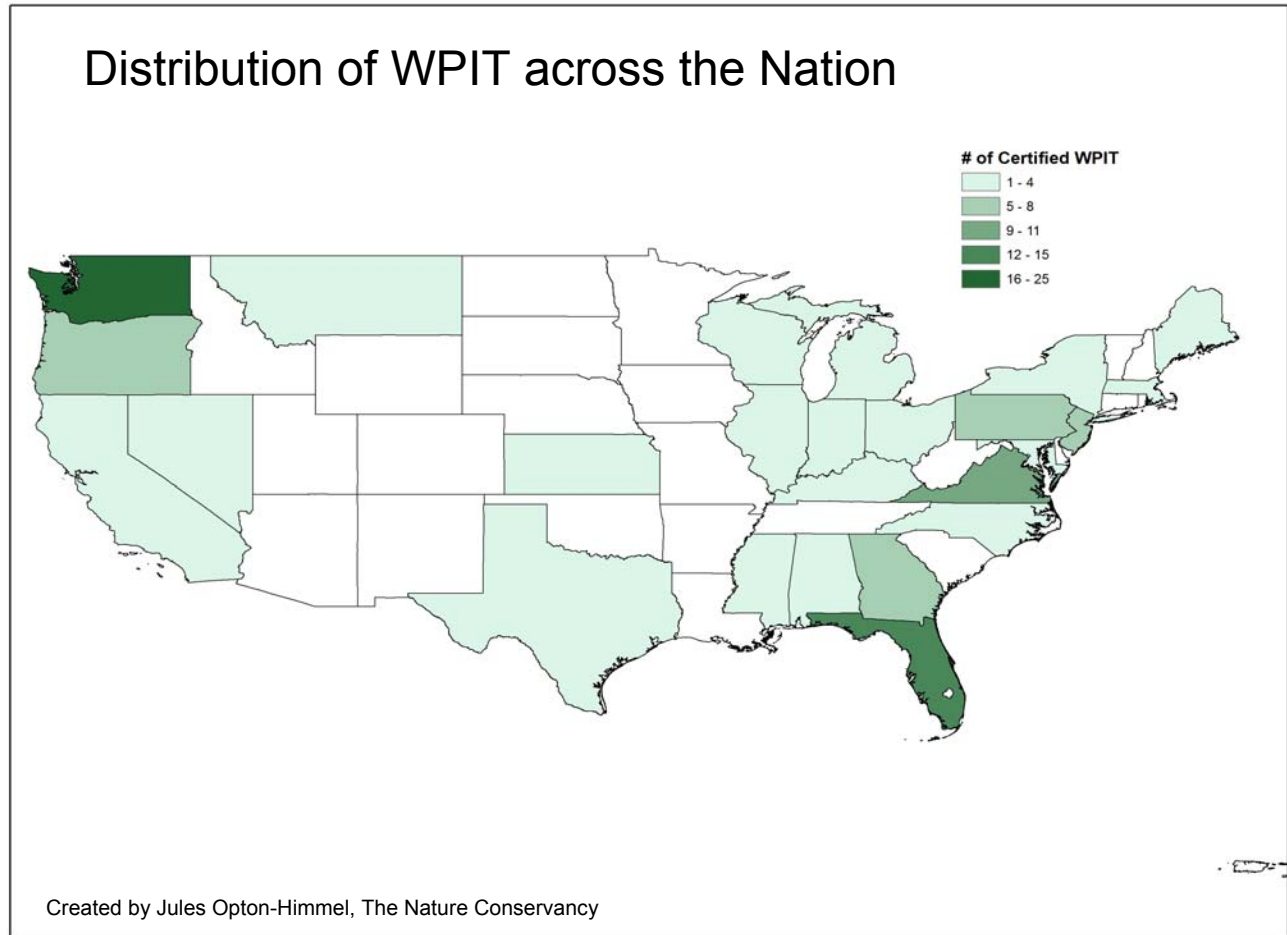 Distribution of WPIT across the Nation
# of Certified WPIT
1 - 4
5 - 8
9 - 11
12 - 15
16 - 25
Created by Jules Opton-Himmel, The Nature Conservancy